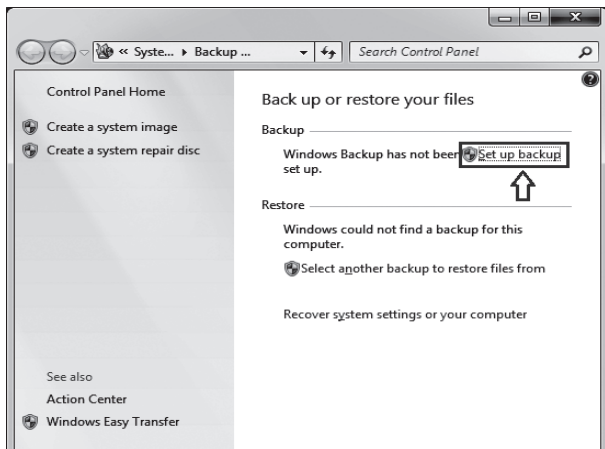 « Syste... ▸ Backup ...
Search Control Panel
Control Panel Home
Create a system image
Create a system repair disc
See also
Action Center
Windows Easy Transfer
Back up or restore your files
Backup
Windows Backup has not been Set up backup
set up.
Restore
Windows could not find a backup for this
computer.
Select another backup to restore files from
Recover system settings or your computer